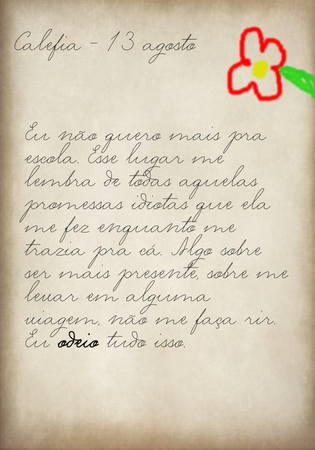 Calefia - 13 agosto
Eu não quero mais pra
escola. Esse lugar me
lembra de todas aquelas
promessas idiotas que ela
me fez enquanto me
trazia pra cá. Algo sobre
ser mais presente, sobre me
levar em alguma
viagem, não me faça rir.
Eu odeio tudo isso.